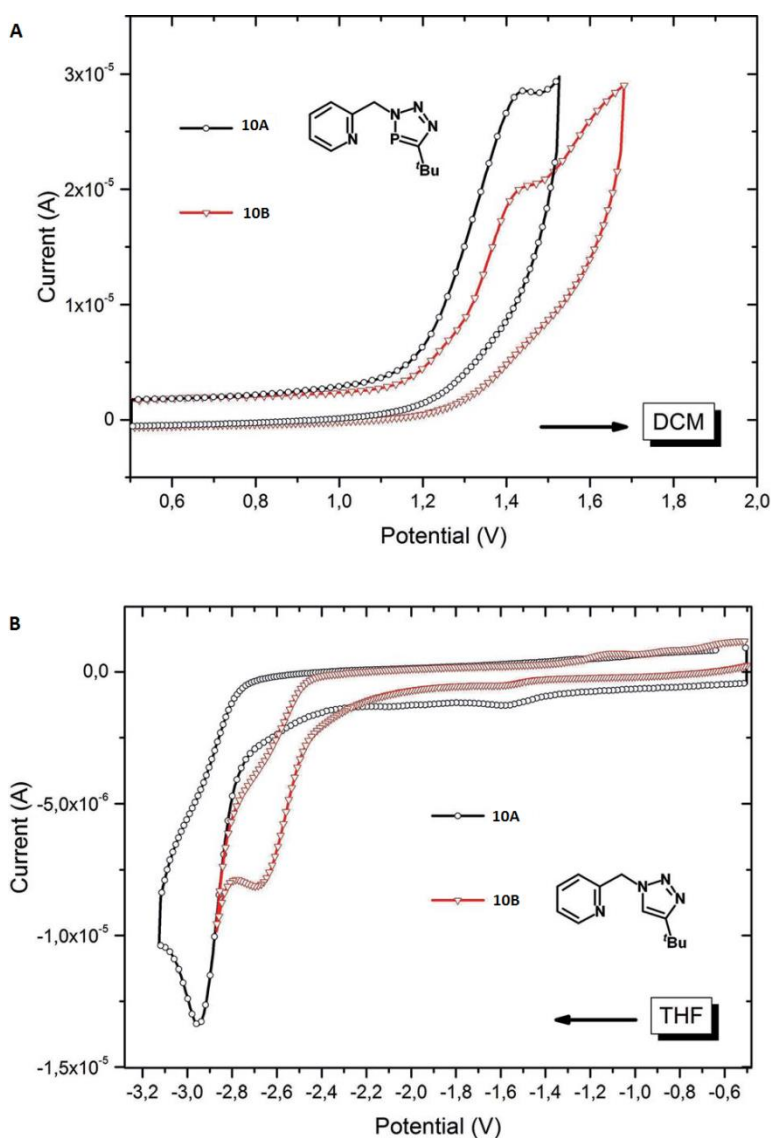 A
3x10⁻⁵
2x10⁻⁵
1x10⁻⁵
0
Current (A)
10A
10B
N
N
N
N
P
ᵗBu
DCM
0,6 0,8 1,0 1,2 1,4 1,6 1,8 2,0
Potential (V)
B
0,0
-5,0x10⁻⁶
-1,0x10⁻⁵
-1,5x10⁻⁵
Current (A)
10A
10B
N
N
N
N
ᵗBu
THF
-3,2 -3,0 -2,8 -2,6 -2,4 -2,2 -2,0 -1,8 -1,6 -1,4 -1,2 -1,0 -0,8 -0,6
Potential (V)